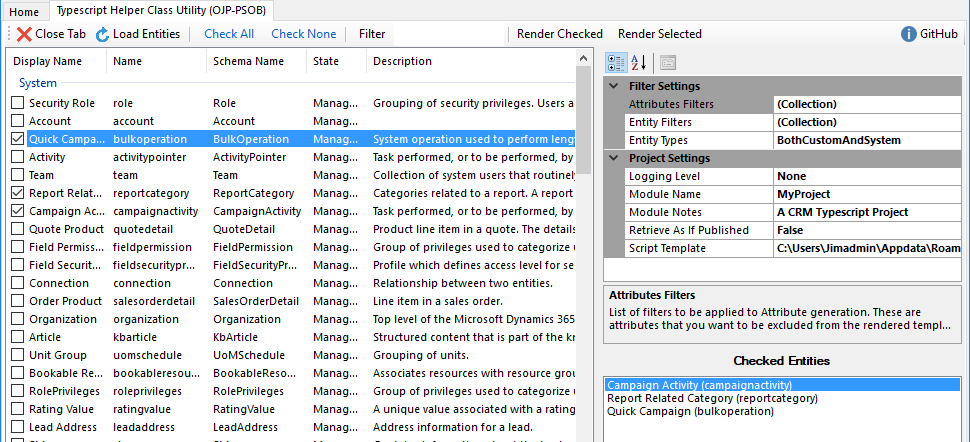 Home Typescript Helper Class Utility (OJP-PSOB)
Close Tab Load Entities Check All Check None Filter Render Checked Render Selected GitHub
Display Name Name Schema Name State Description
System
Security Role role Role Manag... Grouping of security privileges. Users a
Account account Account Manag...
Quick Campa... bulkoperation BulkOperation Manag... System operation used to perform leng
Activity activitypointer ActivityPointer Manag... Task performed, or to be performed, by
Team team Team Manag... Collection of system users that routinely
Report Relat... reportcategory ReportCategory Manag... Categories related to a report. A report
Campaign Ac... campaignactivity CampaignActivity Manag... Task performed, or to be performed, by
Quote Product quotedetail QuoteDetail Manag... Product line item in a quote. The details
Field Permiss... fieldpermission FieldPermission Manag... Group of privileges used to categorize u
Field Securit... fieldsecuritypr... FieldSecurityPr... Manag... Profile which defines access level for se
Connection connection Connection Manag... Relationship between two entities.
Order Product salesorderdetail SalesOrderDetail Manag... Line item in a sales order.
Organization organization Organization Manag... Top level of the Microsoft Dynamics 365
Article kbarticle KbArticle Manag... Structured content that is part of the kn
Unit Group uomschedule UoMSchedule Manag... Grouping of units.
Bookable Re... bookableresou... BookableReso... Manag... Associates resources with resource grou
RolePrivileges roleprivileges RolePrivileges Manag... Group of privileges used to categorize u
Rating Value ratingvalue RatingValue Manag... A unique value associated with a rating
Lead Address leadaddress LeadAddress Manag... Address information for a lead.
Filter Settings
Attributes Filters (Collection)
Entity Filters (Collection)
Entity Types BothCustomAndSystem
Project Settings
Logging Level None
Module Name MyProject
Module Notes A CRM Typescript Project
Retrieve As If Published False
Script Template C:\Users\Jimadmin\Appdata\Roam
Attributes Filters
List of filters to be applied to Attribute generation. These are
attributes that you want to be excluded from the rendered templ...
Checked Entities
Campaign Activity (campaignactivity)
Report Related Category (reportcategory)
Quick Campaign (bulkoperation)